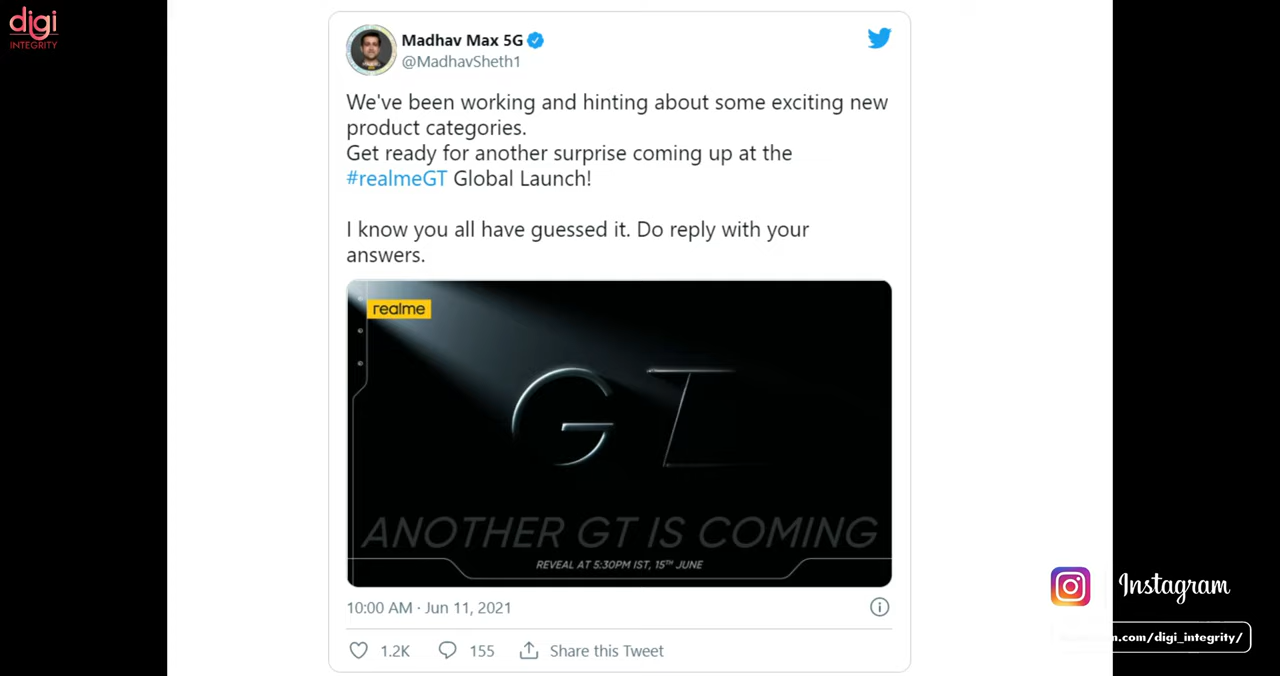 digi
INTEGRITY
Madhav Max 5G
@MadhavSheth1
We've been working and hinting about some exciting new
product categories.
Get ready for another surprise coming up at the
#realmeGT Global Launch!
I know you all have guessed it. Do reply with your
answers.
realme
GT
ANOTHER GT IS COMING
REVEAL AT 5:30PM IST, 15TH JUNE
10:00 AM · Jun 11, 2021
1.2K 155 Share this Tweet
Instagram
m.com/digi_integrity/